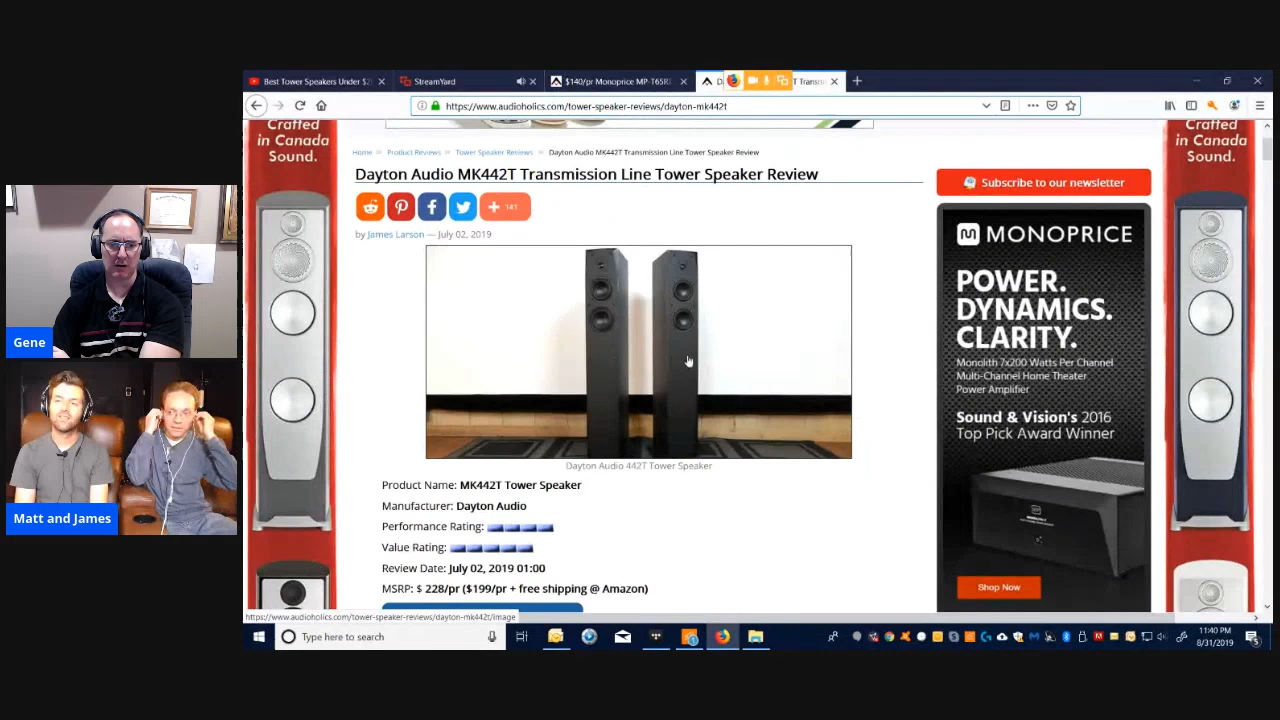 Best Tower Speakers Under $2
StreamYard
$140/pr Monoprice MP-T65R
https://www.audioholics.com/tower-speaker-reviews/dayton-mk442t
Crafted
in Canada
Sound.
Crafted
in Canada
Sound.
Home
Product Reviews
Tower Speaker Reviews
Dayton Audio MK442T Transmission Line Tower Speaker Review
Dayton Audio MK442T Transmission Line Tower Speaker Review
Subscribe to our newsletter
141
by James Larson — July 02, 2019
MONOPRICE
POWER.
DYNAMICS.
CLARITY.
Monolith 7x200 Watts Per Channel
Multi-Channel Home Theater
Power Amplifier
Sound & Vision's 2016
Top Pick Award Winner
Shop Now
Dayton Audio 442T Tower Speaker
Product Name: MK442T Tower Speaker
Manufacturer: Dayton Audio
Performance Rating:
Value Rating:
Review Date: July 02, 2019 01:00
MSRP: $ 228/pr ($199/pr + free shipping @ Amazon)
https://www.audioholics.com/tower-speaker-reviews/dayton-mk442t/image
Type here to search
11:40 PM
8/31/2019
Gene
Matt and James